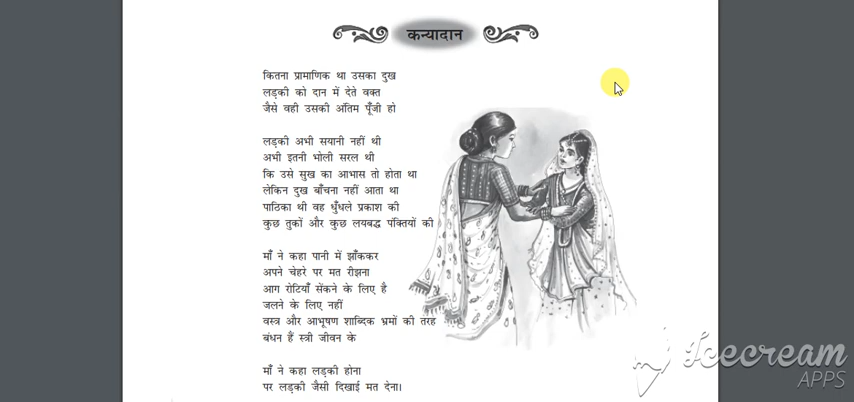 कन्यादान
कितना प्रामाणिक था उसका दुख
लड़की को दान में देते वक्त
जैसे वही उसकी अंतिम पूँजी हो
लड़की अभी सयानी नहीं थी
अभी इतनी भोली सरल थी
कि उसे सुख का आभास तो होता था
लेकिन दुख बाँचना नहीं आता था
पाठिका थी वह धुँधले प्रकाश की
कुछ तुकों और कुछ लयबद्ध पंक्तियों की
माँ ने कहा पानी में झाँककर
अपने चेहरे पर मत रीझना
आग रोटियाँ सेंकने के लिए है
जलने के लिए नहीं
वस्त्र और आभूषण शाब्दिक भ्रमों की तरह
बंधन हैं स्त्री जीवन के
माँ ने कहा लड़की होना
पर लड़की जैसी दिखाई मत देना।
Icecream
APPS